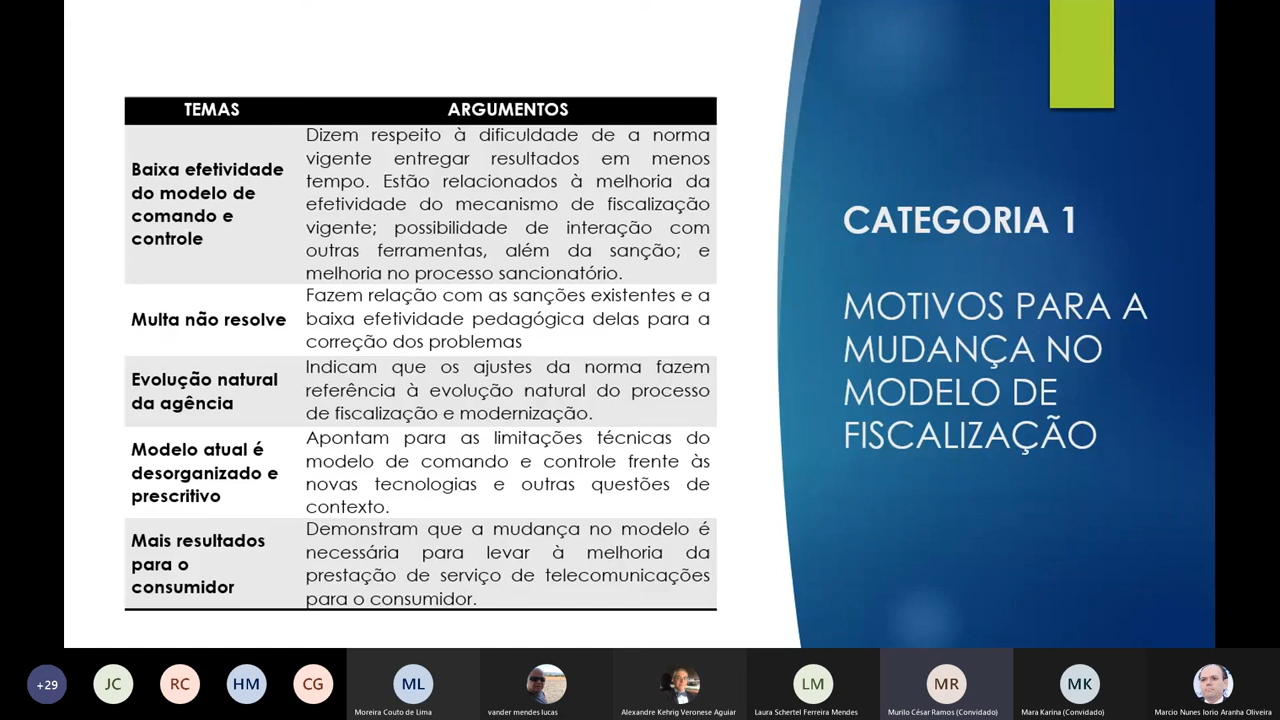 TEMAS
ARGUMENTOS
Baixa efetividade
do modelo de
comando e
controle
Dizem respeito à dificuldade de a norma
vigente entregar resultados em menos
tempo. Estão relacionados à melhoria da
efetividade do mecanismo de fiscalização
vigente; possibilidade de interação com
outras ferramentas, além da sanção; e
melhoria no processo sancionatório.
Multa não resolve
Fazem relação com as sanções existentes e a
baixa efetividade pedagógica delas para a
correção dos problemas
Evolução natural
da agência
Indicam que os ajustes da norma fazem
referência à evolução natural do processo
de fiscalização e modernização.
Modelo atual é
desorganizado e
prescritivo
Apontam para as limitações técnicas do
modelo de comando e controle frente às
novas tecnologias e outras questões de
contexto.
Mais resultados
para o
consumidor
Demonstram que a mudança no modelo é
necessária para levar à melhoria da
prestação de serviço de telecomunicações
para o consumidor.
CATEGORIA 1
MOTIVOS PARA A
MUDANÇA NO
MODELO DE
FISCALIZAÇÃO
+29
JC
RC
HM
CG
ML
Moreira Couto de Lima
vander mendes lucas
Alexandre Kehrig Veronese Aguiar
LM
Laura Schertel Ferreira Mendes
MR
Murilo César Ramos (Convidado)
MK
Mara Karina (Convidado)
Marcio Nunes Iorio Aranha Oliveira